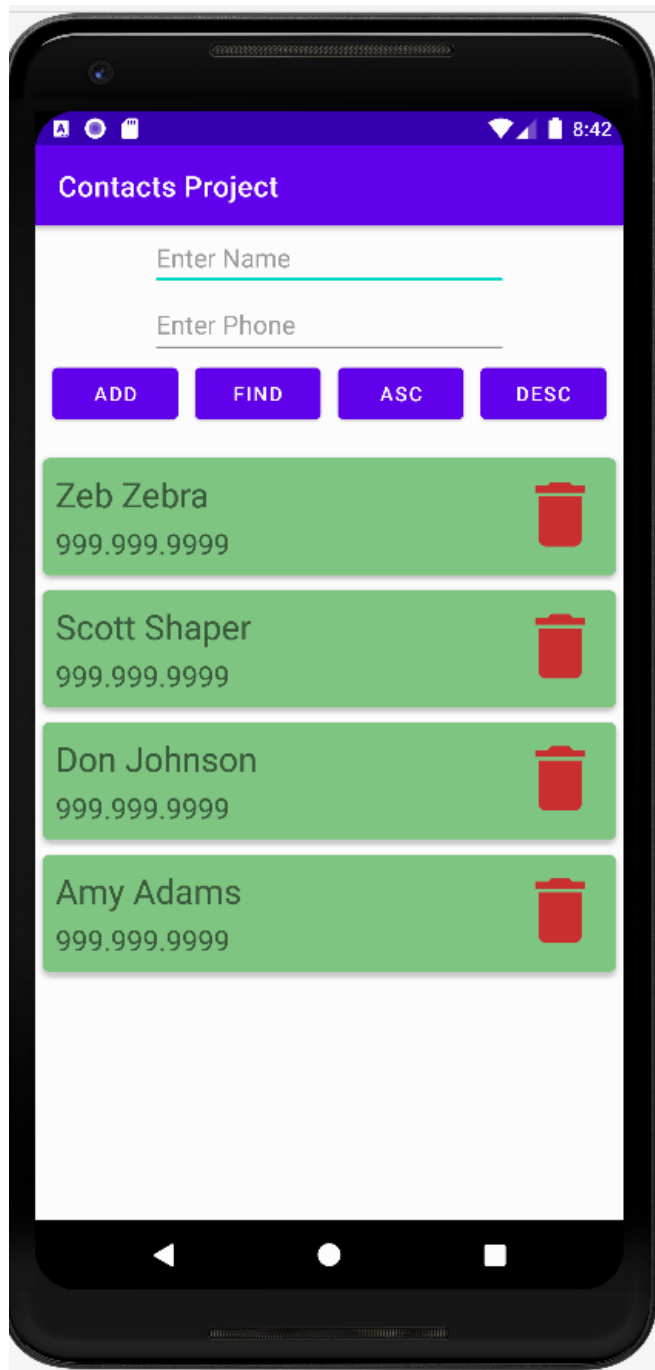 8:42
Contacts Project
Enter Name
Enter Phone
ADD FIND ASC DESC
Zeb Zebra
999.999.9999
Scott Shaper
999.999.9999
Don Johnson
999.999.9999
Amy Adams
999.999.9999